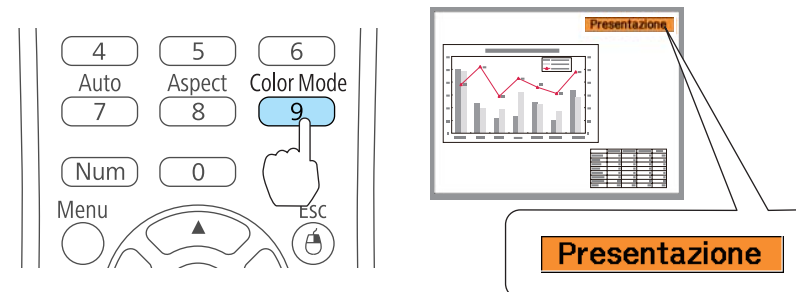 4 5 6
Auto Aspect Color Mode
7 8 9
Num 0
Menu Esc
Presentazione
Presentazione